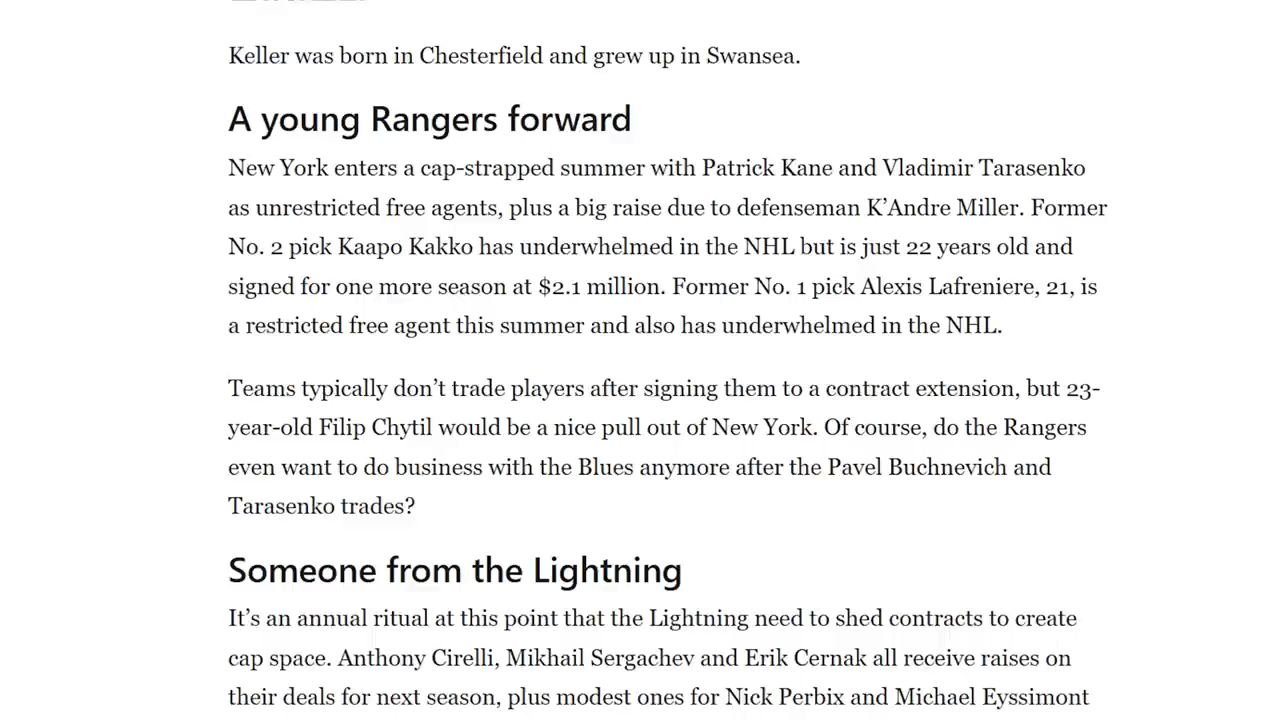 Keller was born in Chesterfield and grew up in Swansea.
A young Rangers forward
New York enters a cap-strapped summer with Patrick Kane and Vladimir Tarasenko
as unrestricted free agents, plus a big raise due to defenseman K’Andre Miller. Former
No. 2 pick Kaapo Kakko has underwhelmed in the NHL but is just 22 years old and
signed for one more season at $2.1 million. Former No. 1 pick Alexis Lafreniere, 21, is
a restricted free agent this summer and also has underwhelmed in the NHL.
Teams typically don’t trade players after signing them to a contract extension, but 23-
year-old Filip Chytil would be a nice pull out of New York. Of course, do the Rangers
even want to do business with the Blues anymore after the Pavel Buchnevich and
Tarasenko trades?
Someone from the Lightning
It’s an annual ritual at this point that the Lightning need to shed contracts to create
cap space. Anthony Cirelli, Mikhail Sergachev and Erik Cernak all receive raises on
their deals for next season, plus modest ones for Nick Perbix and Michael Eyssimont